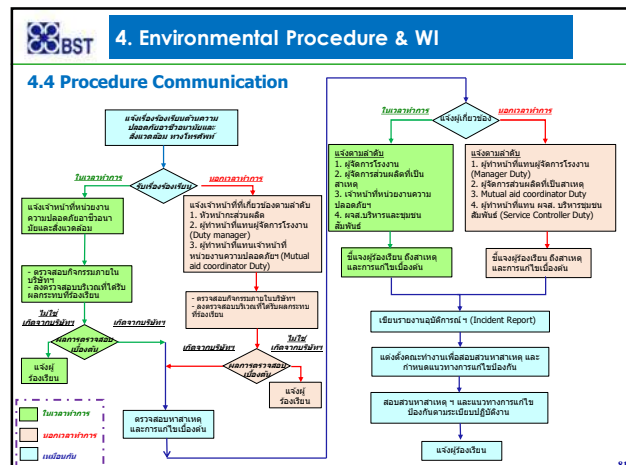 BST
4. Environmental Procedure & WI
4.4 Procedure Communication
แจ้งเรื่องร้องเรียนด้านความ
ปลอดภัยอาชีวอนามัยและ
สิ่งแวดล้อม ทางโทรศัพท์
ในเวลาทำการ
นอกเวลาทำการ
รับเรื่องร้องเรียน
แจ้งเจ้าหน้าที่หน่วยงาน
ความปลอดภัยอาชีวอนา
มัยและสิ่งแวดล้อม
- ตรวจสอบกิจกรรมภายใน
บริษัทฯ
- ลงตรวจสอบบริเวณที่ได้รับ
ผลกระทบที่ร้องเรียน
ไม่ใช่
เกิดจากบริษัทฯ
เกิดจากบริษัทฯ
ผลการตรวจสอบ
เบื้องต้น
แจ้งผู้
ร้องเรียน
แจ้งเจ้าหน้าที่ที่เกี่ยวข้องตามลำดับ
1. หัวหน้ากะส่วนผลิต
2. ผู้ทำหน้าที่แทนผู้จัดการโรงงาน
(Duty manager)
3. ผู้ทำหน้าที่แทนเจ้าหน้าที่
หน่วยงานความปลอดภัยฯ (Mutual
aid coordinator Duty)
- ตรวจสอบกิจกรรมภายในบริษัทฯ
- ลงตรวจสอบบริเวณที่ได้รับผลกระทบ
ที่ร้องเรียน
เกิดจากบริษัทฯ
ไม่ใช่
เกิดจากบริษัทฯ
ผลการตรวจสอบ
เบื้องต้น
แจ้งผู้
ร้องเรียน
ตรวจสอบหาสาเหตุ
และการแก้ไขเบื้องต้น
ในเวลาทำการ
นอกเวลาทำการ
เหมือนกัน
ในเวลาทำการ
นอกเวลาทำการ
แจ้งผู้เกี่ยวข้อง
แจ้งตามลำดับ
1. ผู้จัดการโรงงาน
2. ผู้จัดการส่วนผลิตที่เป็น
สาเหตุ
3. เจ้าหน้าที่หน่วยงานความ
ปลอดภัยฯ
4. ผจส.บริหารและชุมชน
สัมพันธ์
แจ้งตามลำดับ
1. ผู้ทำหน้าที่แทนผู้จัดการโรงงาน
(Manager Duty)
2. ผู้จัดการส่วนผลิตที่เป็นสาเหตุ
3. Mutual aid coordinator Duty
4. ผู้ทำหน้าที่แทน ผจส. บริหารชุมชน
สัมพันธ์ (Service Controller Duty)
ชี้แจงผู้ร้องเรียน ถึงสาเหตุ
และการแก้ไขเบื้องต้น
ชี้แจงผู้ร้องเรียน ถึงสาเหตุ
และการแก้ไขเบื้องต้น
เขียนรายงานอุบัติการณ์ ฯ (Incident Report)
แต่งตั้งคณะทำงานเพื่อสอบสวนหาสาเหตุ และ
กำหนดแนวทางการแก้ไขป้องกัน
สอบสวนหาสาเหตุ ฯ และแนวทางการแก้ไข
ป้องกันตามระเบียบปฏิบัติงาน
แจ้งผู้ร้องเรียน